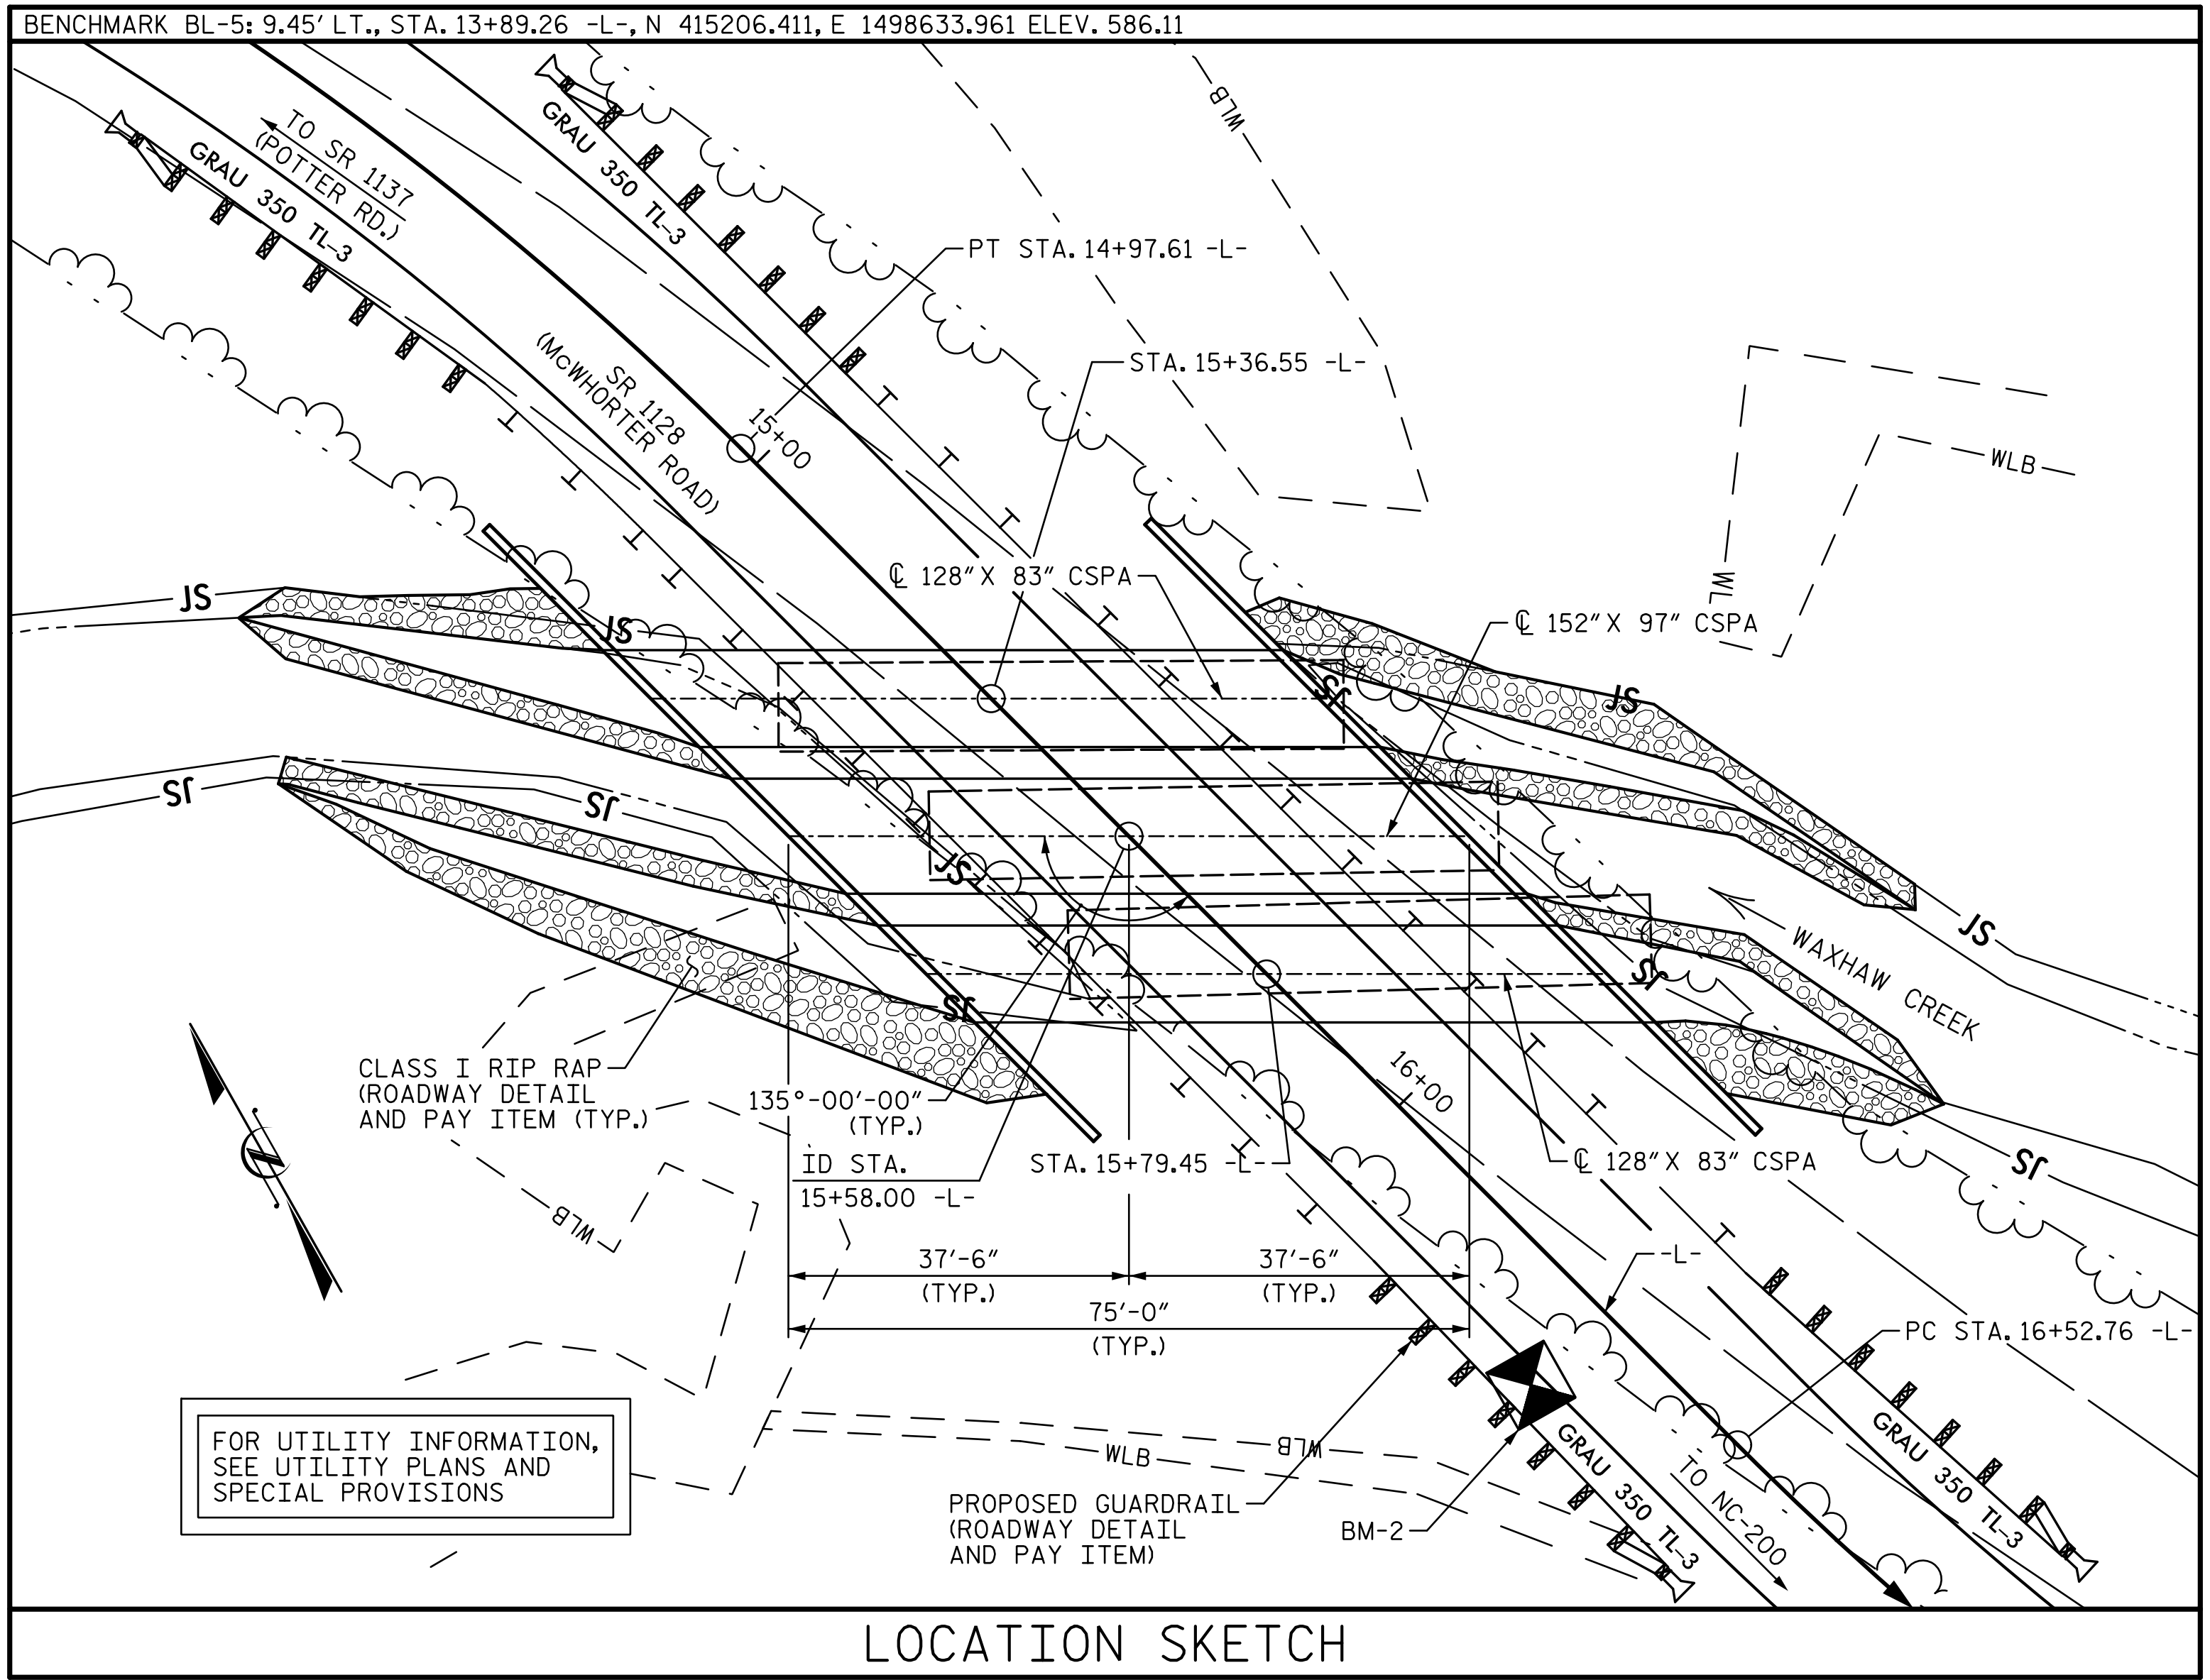 BENCHMARK BL-5: 9.45' LT., STA. 13+89.26 -L-, N 415206.411, E 1498633.961 ELEV. 586.11
GRAU 350 TL-3
TO SR 1137
(POTTER RD.)
GRAU 350 TL-3
WLB
PT STA. 14+97.61 -L-
STA. 15+36.55 -L-
SR 1128
(McWHORTER ROAD)
15+00
WLB
WL
℄ 128" X 83" CSPA
℄ 152" X 97" CSPA
JS
JS
JS
JS
JS
JS
JS
JS
WAXHAW CREEK
JS
JS
JS
CLASS I RIP RAP
(ROADWAY DETAIL
AND PAY ITEM (TYP.)
135°-00'-00"
(TYP.)
ID STA.
15+58.00 -L-
STA. 15+79.45 -L-
16+00
℄ 128" X 83" CSPA
JS
WLB
37'-6"
(TYP.)
37'-6"
(TYP.)
75'-0"
(TYP.)
-L-
PC STA. 16+52.76 -L-
FOR UTILITY INFORMATION,
SEE UTILITY PLANS AND
SPECIAL PROVISIONS
WLB
WLB
PROPOSED GUARDRAIL
(ROADWAY DETAIL
AND PAY ITEM)
BM-2
GRAU 350 TL-3
TO NC-200
GRAU 350 TL-3
LOCATION SKETCH